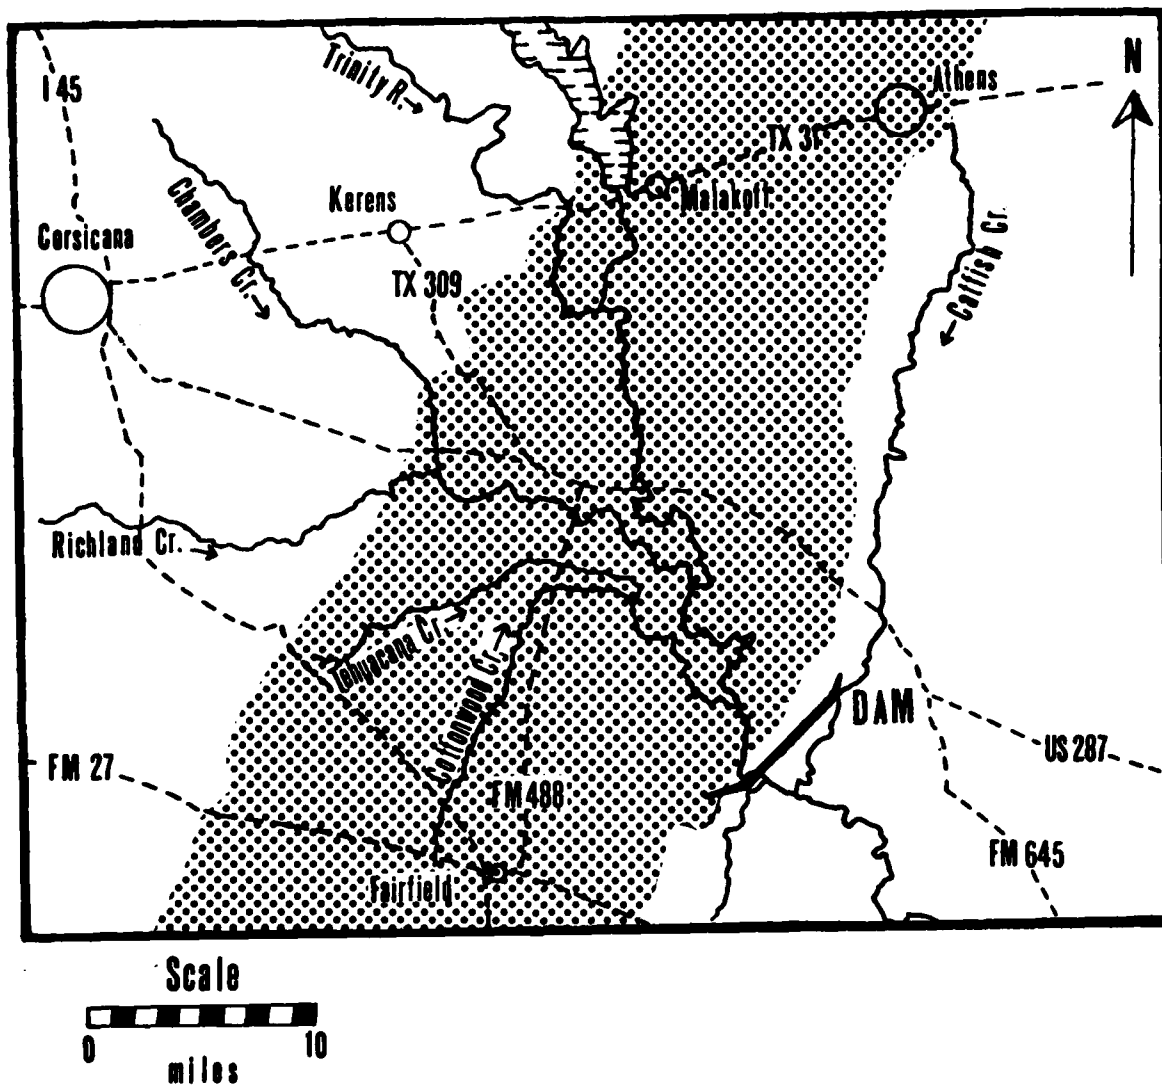 I 45
Trinity R.
Athens
N
TX 31
Malakoff
Kerens
Chambers Cr.
Corsicana
TX 309
Catfish Cr.
Richland Cr.
Tehuacana Cr.
Cottonwood Cr.
DAM
US 287
FM 27
FM 488
FM 645
Fairfield
Scale
0 10
miles